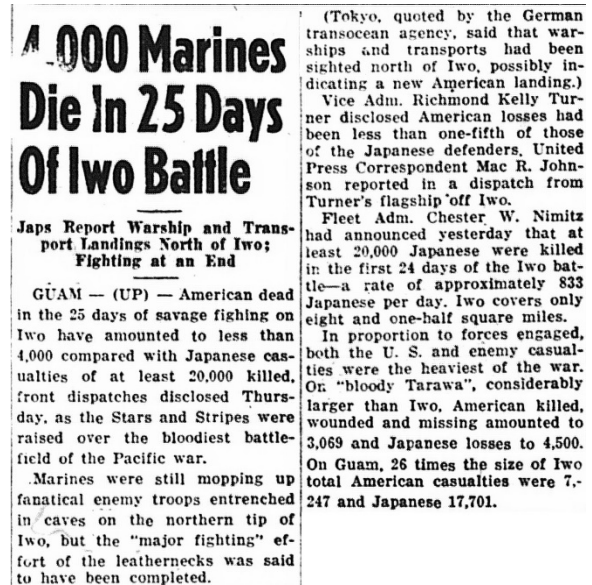 4,000 Marines
Die In 25 Days
Of Iwo Battle
Japs Report Warship and Trans-
port Landings North of Iwo;
Fighting at an End
GUAM — (UP) — American dead
in the 25 days of savage fighing on
Iwo have amounted to less than
4,000 compared with Japanese cas-
ualties of at least 20,000 killed,
front dispatches disclosed Thurs-
day, as the Stars and Stripes were
raised over the bloodiest battle-
field of the Pacific war.
Marines were still mopping up
fanatical enemy troops entrenched
in caves on the northern tip of
Iwo, but the "major fighting" ef-
fort of the leathernecks was said
to have been completed.
(Tokyo, quoted by the German
transocean agency, said that war-
ships and transports had been
sighted north of Iwo, possibly in-
dicating a new American landing.)
Vice Adm. Richmond Kelly Tur-
ner disclosed American losses had
been less than one-fifth of those
of the Japanese defenders, United
Press Correspondent Mac R. John-
son reported in a dispatch from
Turner's flagship off Iwo.
Fleet Adm. Chester W. Nimitz
had announced yesterday that at
least 20,000 Japanese were killed
in the first 24 days of the Iwo bat-
tle—a rate of approximately 833
Japanese per day. Iwo covers only
eight and one-half square miles.
In proportion to forces engaged,
both the U. S. and enemy casual-
ties were the heaviest of the war.
On "bloody Tarawa", considerably
larger than Iwo, American killed,
wounded and missing amounted to
3,069 and Japanese losses to 4,500.
On Guam, 26 times the size of Iwo
total American casualties were 7,-
247 and Japanese 17,701.